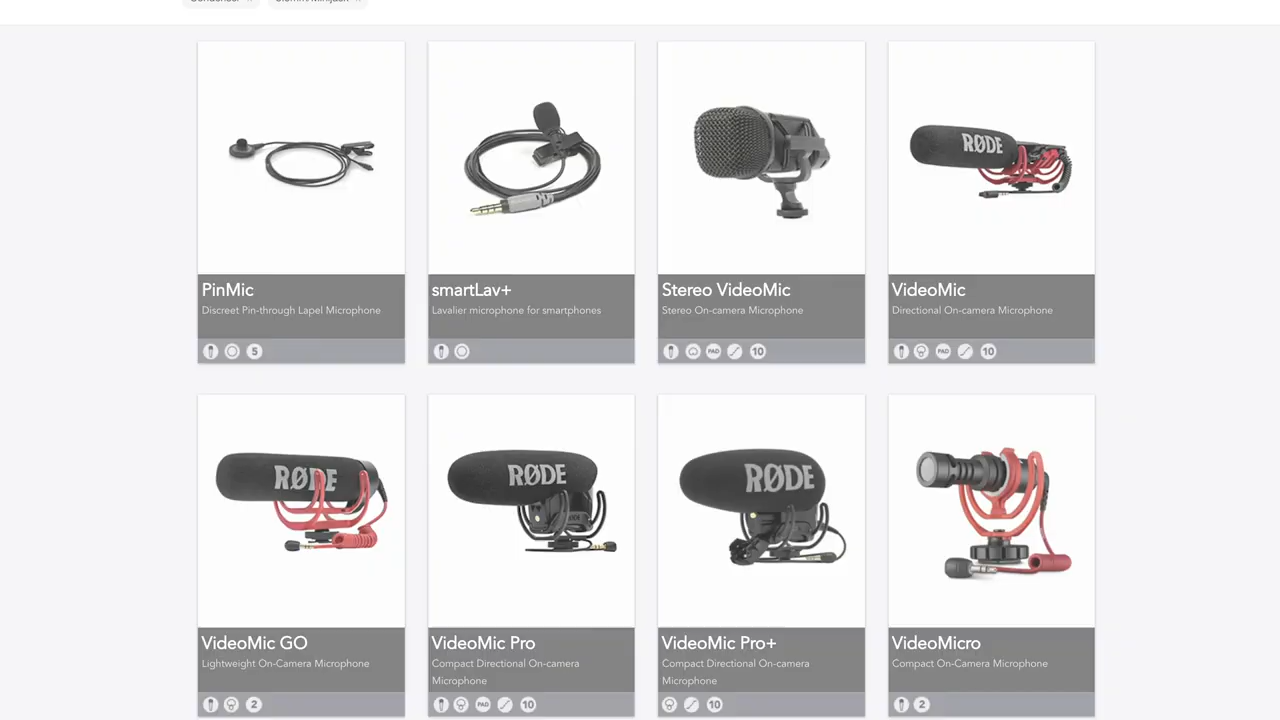 RØDE
PinMic
Discreet Pin-through Lapel Microphone
5
smartLav+
Lavalier microphone for smartphones
Stereo VideoMic
Stereo On-camera Microphone
PAD 10
VideoMic
Directional On-camera Microphone
PAD 10
RØDE
RØDE
RØDE
VideoMic GO
Lightweight On-Camera Microphone
2
VideoMic Pro
Compact Directional On-camera
Microphone
PAD 10
VideoMic Pro+
Compact Directional On-camera
Microphone
10
VideoMicro
Compact On-Camera Microphone
2